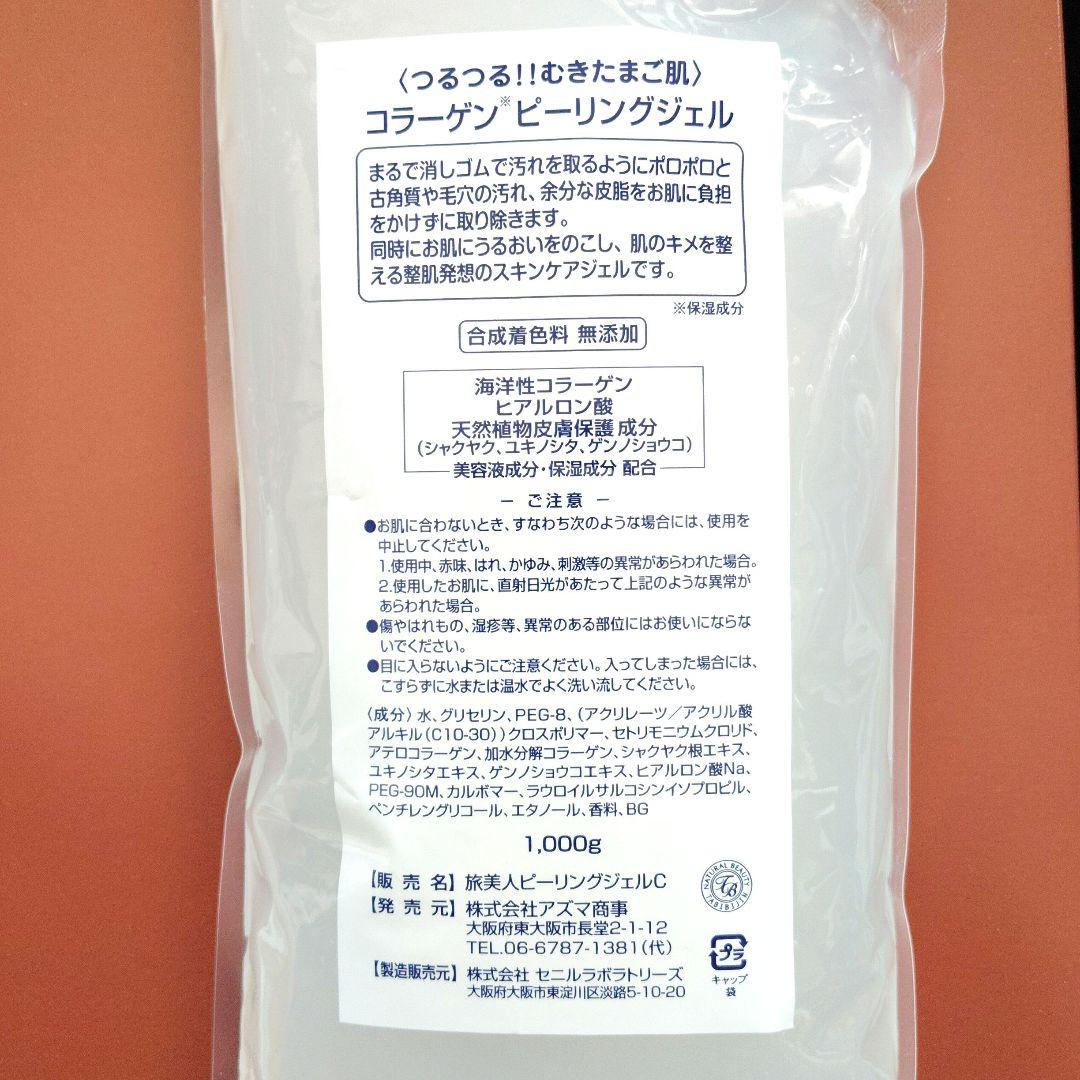 〈つるつる!!むきたまご肌〉
コラーゲン※ピーリングジェル
まるで消しゴムで汚れを取るようにポロポロと
古角質や毛穴の汚れ、余分な皮脂をお肌に負担
をかけずに取り除きます。
同時にお肌にうるおいをのこし、肌のキメを整
える整肌発想のスキンケアジェルです。
※保湿成分
合成着色料 無添加
海洋性コラーゲン
ヒアルロン酸
天然植物皮膚保護成分
(シャクヤク、ユキノシタ、ゲンノショウコ)
美容液成分・保湿成分 配合
− ご注意 −
●お肌に合わないとき、すなわち次のような場合には、使用を
中止してください。
1.使用中、赤味、はれ、かゆみ、刺激等の異常があらわれた場合。
2.使用したお肌に、直射日光があたって上記のような異常が
あらわれた場合。
●傷やはれもの、湿疹等、異常のある部位にはお使いにならな
いでください。
●目に入らないようにご注意ください。入ってしまった場合には、
こすらずに水または温水でよく洗い流してください。
〈成分〉水、グリセリン、PEG-8、(アクリレーツ/アクリル酸
アルキル(C10-30))クロスポリマー、セトリモニウムクロリド、
アテロコラーゲン、加水分解コラーゲン、シャクヤク根エキス、
ユキノシタエキス、ゲンノショウコエキス、ヒアルロン酸Na、
PEG-90M、カルボマー、ラウロイルサルコシンイソプロピル、
ペンチレングリコール、エタノール、香料、BG
1,000g
【販売名】旅美人ピーリングジェルC
【発売元】株式会社アズマ商事
大阪府東大阪市長堂2-1-12
TEL.06-6787-1381(代)
【製造販売元】株式会社 セニルラボラトリーズ
大阪府大阪市東淀川区淡路5-10-20
NATURAL BEAUTY
TB
TABIBIJIN
プラ
キャップ
袋